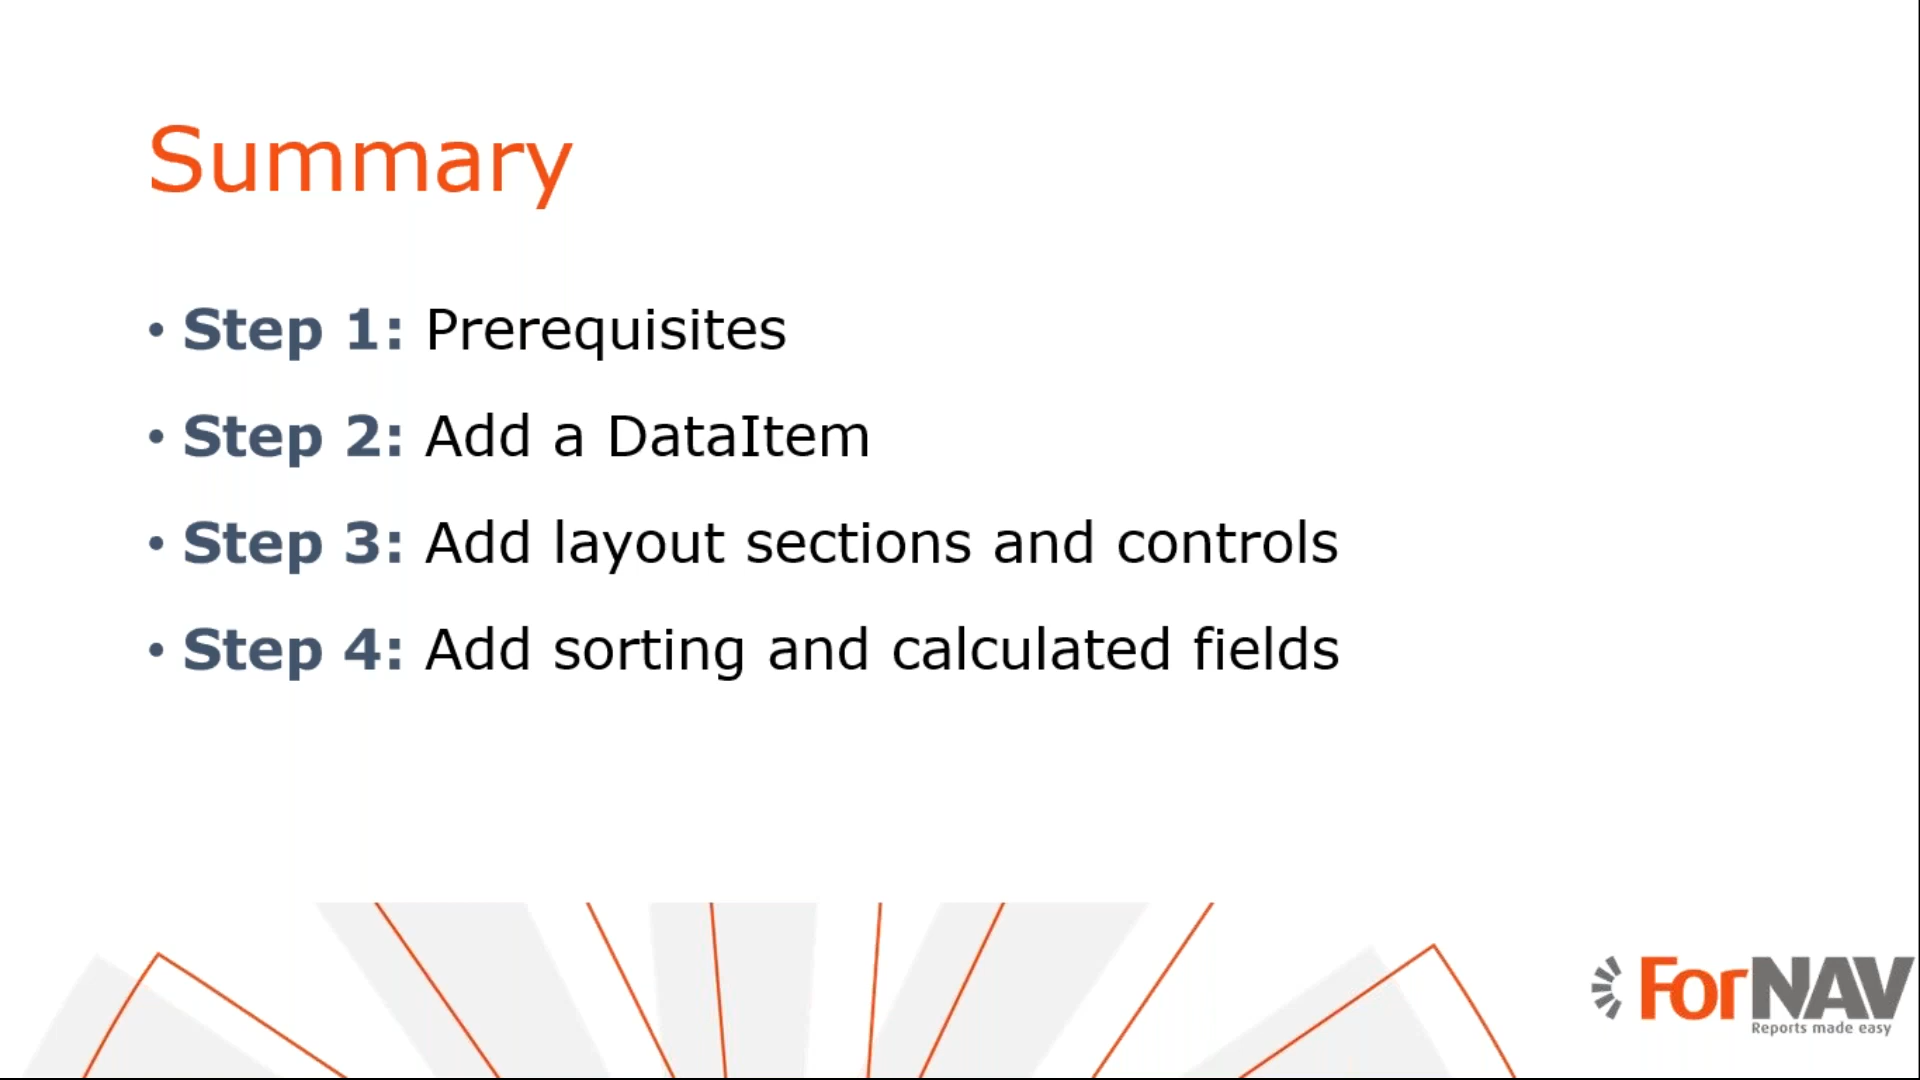 Summary
• Step 1: Prerequisites
• Step 2: Add a DataItem
• Step 3: Add layout sections and controls
• Step 4: Add sorting and calculated fields
ForNAV
Reports made easy